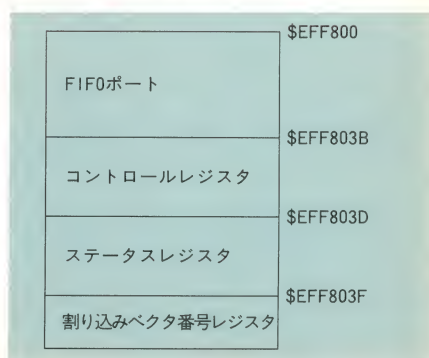 $EFF800
FIFOポート
$EFF803B
コントロールレジスタ
$EFF803D
ステータスレジスタ
$EFF803F
割り込みベクタ番号レジスタ